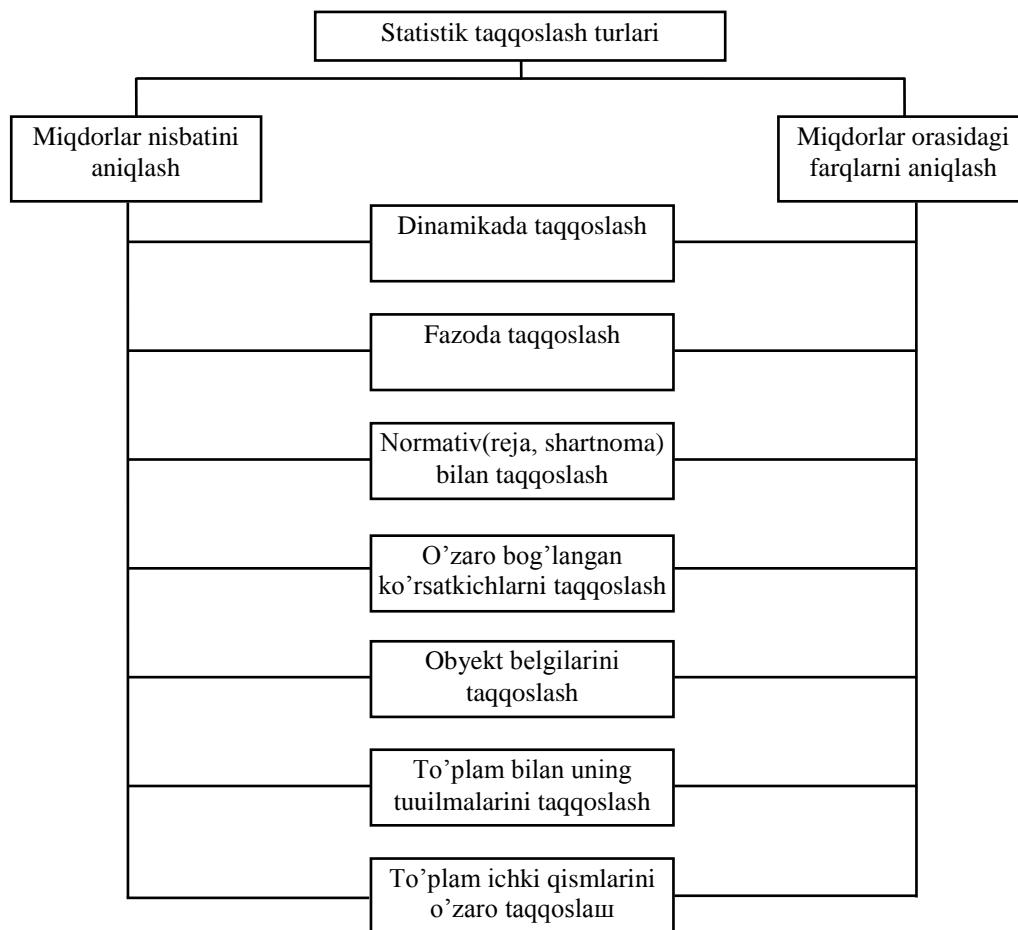 Statistik taqqoslash turlari
Miqdorlar nisbatini
aniqlash
Miqdorlar orasidagi
farqlarni aniqlash
Dinamikada taqqoslash
Fazoda taqqoslash
Normativ(reja, shartnoma)
bilan taqqoslash
O’zaro bog’langan
ko’rsatkichlarni taqqoslash
Obyekt belgilarini
taqqoslash
To’plam bilan uning
tuuilmalarini taqqoslash
To’plam ichki qismlarini
o’zaro taqqoslaш